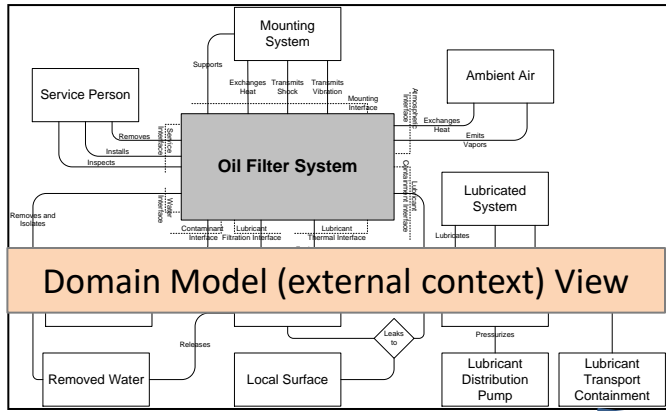 Mounting
System
Supports
Exchanges
Heat
Transmits
Shock
Transmits
Vibration
Mounting
Interface
Service Person
Removes
Installs
Inspects
Service
Interface
Ambient Air
Atmospheric
Interface
Exchanges
Heat
Emits
Vapors
Oil Filter System
Water
Interface
Removes and
Isolates
Contaminant
Interface
Lubricant
Filtration Interface
Lubricant
Thermal Interface
Lubricant
Containment Interface
Lubricated
System
Lubricates
Domain Model (external context) View
Releases
Leaks
to
Pressurizes
Removed Water
Local Surface
Lubricant
Distribution
Pump
Lubricant
Transport
Containment